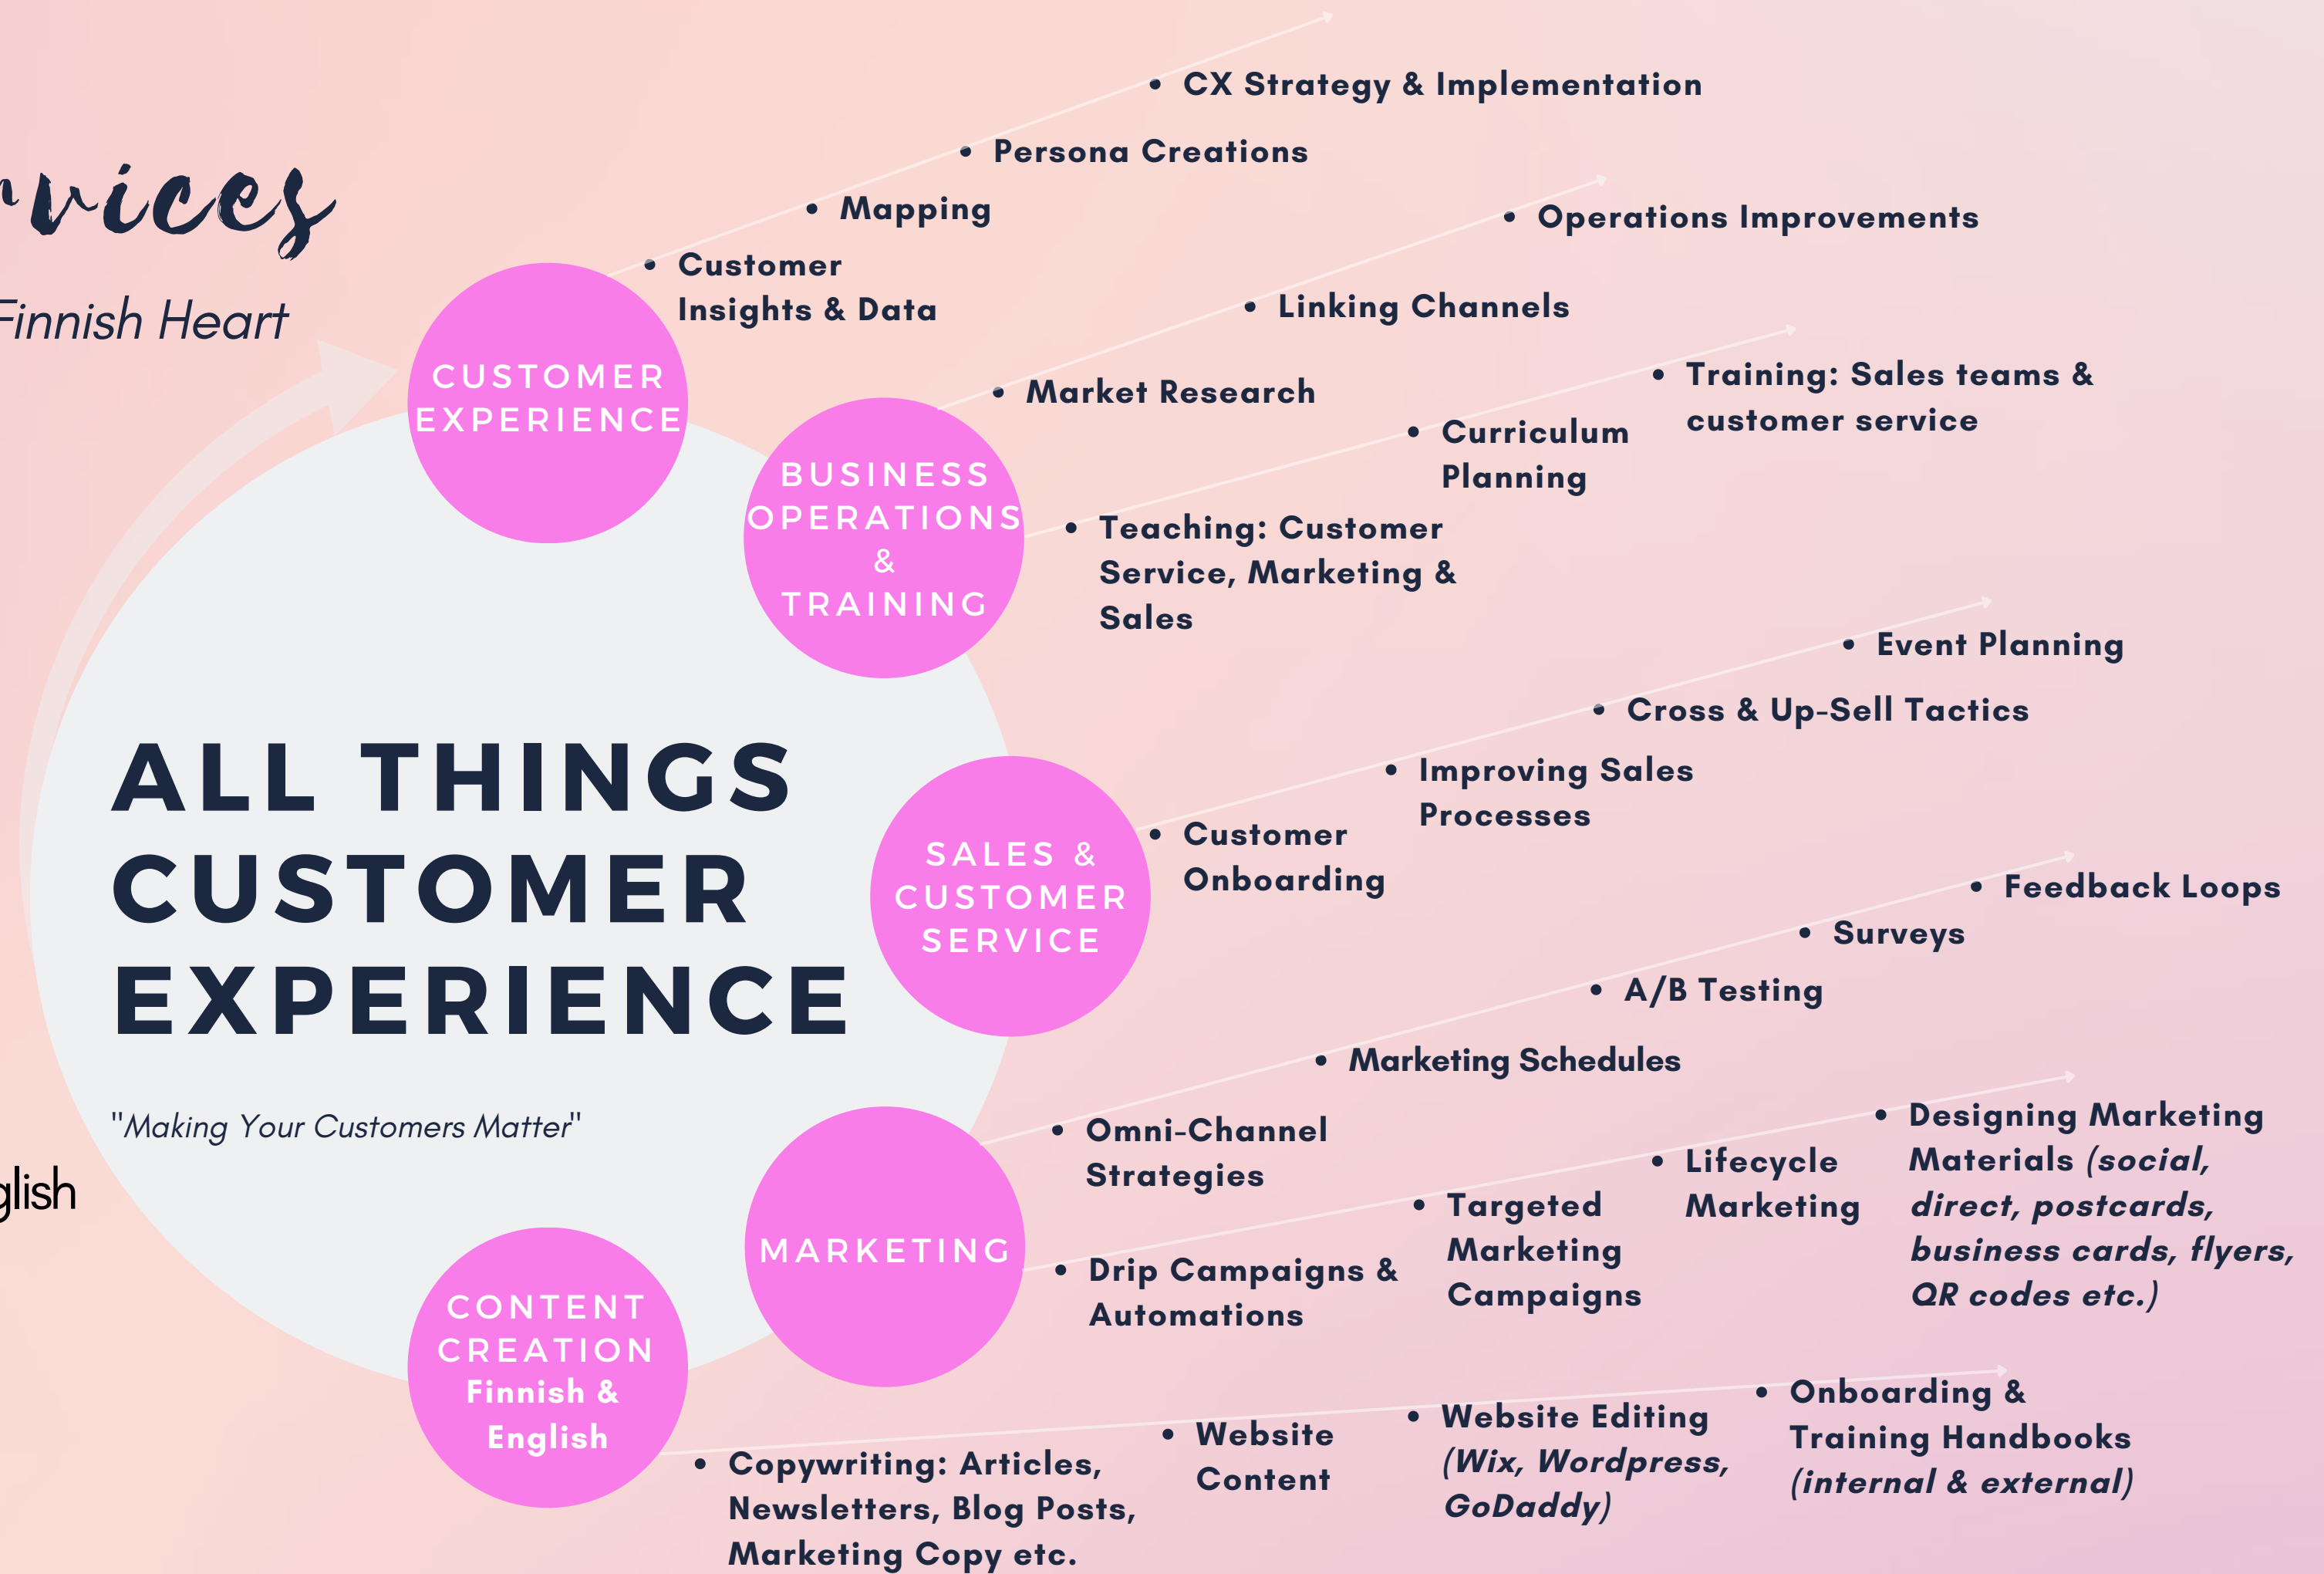 Finnish Heart
CUSTOMER
EXPERIENCE
• CX Strategy & Implementation
• Persona Creations
• Mapping
• Customer
Insights & Data
BUSINESS
OPERATIONS
&
TRAINING
• Operations Improvements
• Linking Channels
• Market Research
• Training: Sales teams &
customer service
• Curriculum
Planning
• Teaching: Customer
Service, Marketing &
Sales
ALL THINGS
CUSTOMER
EXPERIENCE
"Making Your Customers Matter"
SALES &
CUSTOMER
SERVICE
• Event Planning
• Cross & Up-Sell Tactics
• Improving Sales
Processes
• Customer
Onboarding
MARKETING
• Feedback Loops
• Surveys
• A/B Testing
• Marketing Schedules
• Omni-Channel
Strategies
• Designing Marketing
Materials (social,
direct, postcards,
business cards, flyers,
QR codes etc.)
• Lifecycle
Marketing
• Targeted
Marketing
Campaigns
• Drip Campaigns &
Automations
CONTENT
CREATION
Finnish &
English
• Copywriting: Articles,
Newsletters, Blog Posts,
Marketing Copy etc.
• Website
Content
• Website Editing
(Wix, Wordpress,
GoDaddy)
• Onboarding &
Training Handbooks
(internal & external)